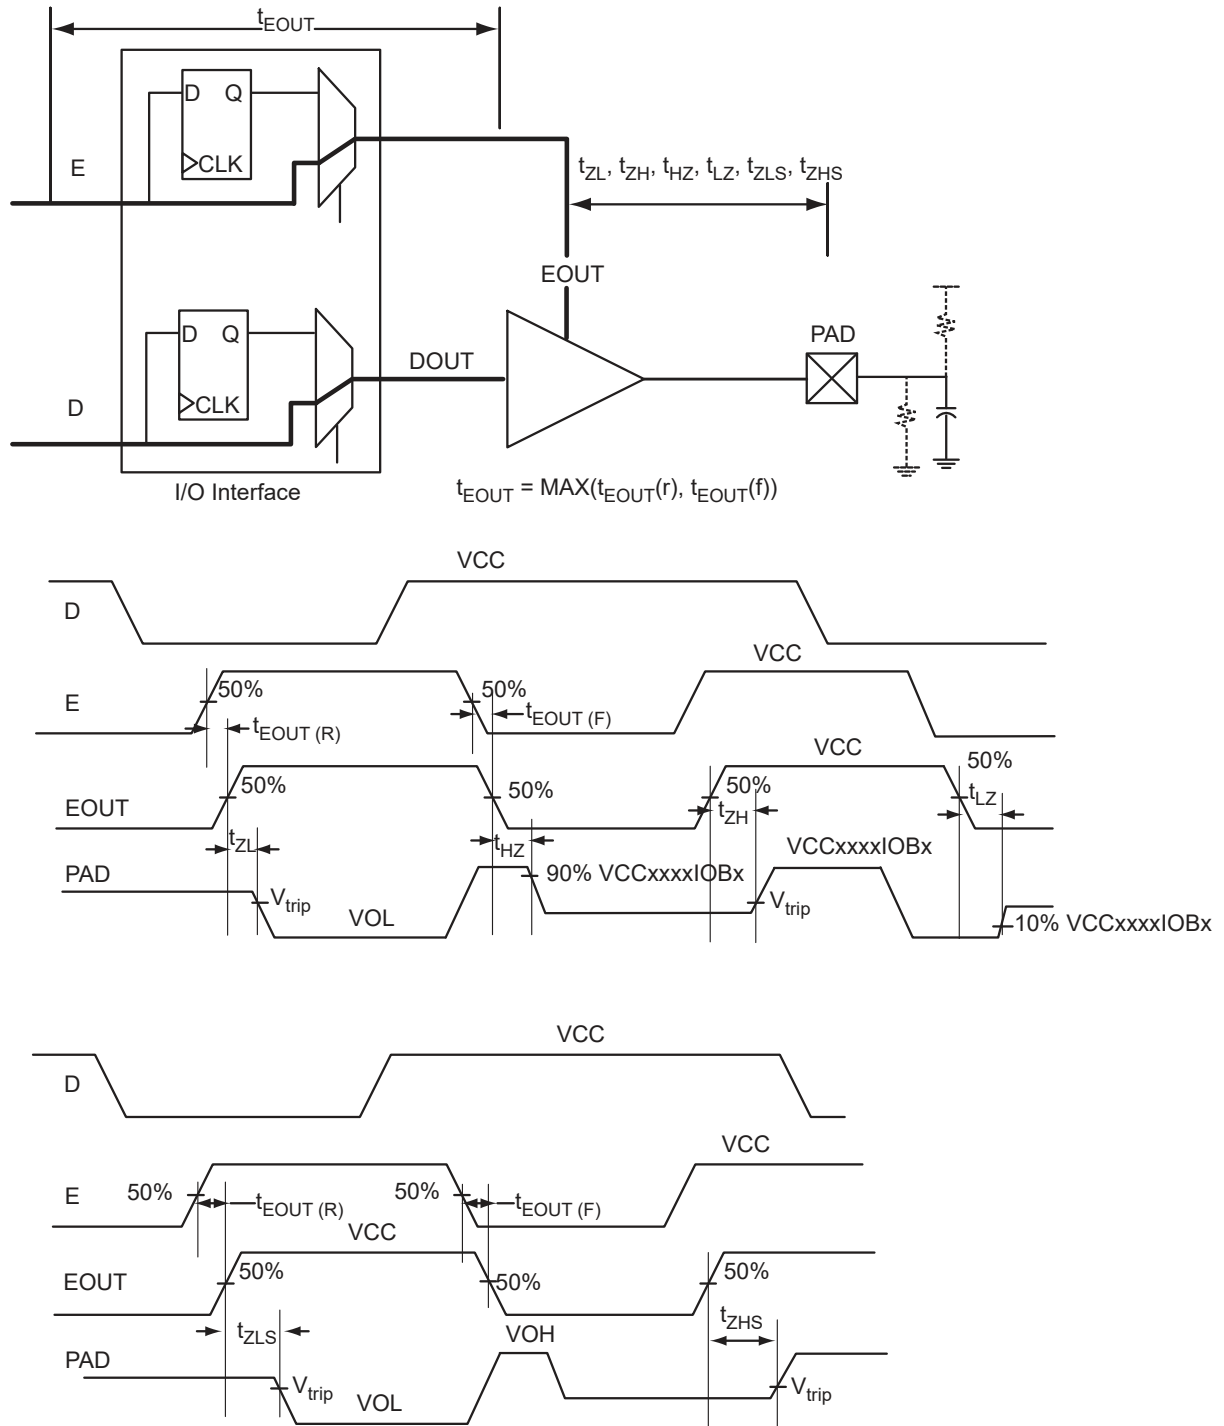 tEOUT
D Q
CLK
E
tZL, tZH, tHZ, tLZ, tZLS, tZHS
EOUT
D Q
CLK
D
DOUT
PAD
I/O Interface
tEOUT = MAX(tEOUT(r), tEOUT(f))
VCC
D
VCC
E
50%
50%
tEOUT (R)
tEOUT (F)
VCC
50%
EOUT
50%
50%
50%
tZL
tHZ
tZH
tLZ
PAD
VCCxxxxIOBx
90% VCCxxxxIOBx
Vtrip
VOL
Vtrip
10% VCCxxxxIOBx
VCC
D
VCC
E
50%
50%
tEOUT (R)
tEOUT (F)
VCC
EOUT
50%
50%
50%
tZLS
VOH
tZHS
PAD
Vtrip
VOL
Vtrip